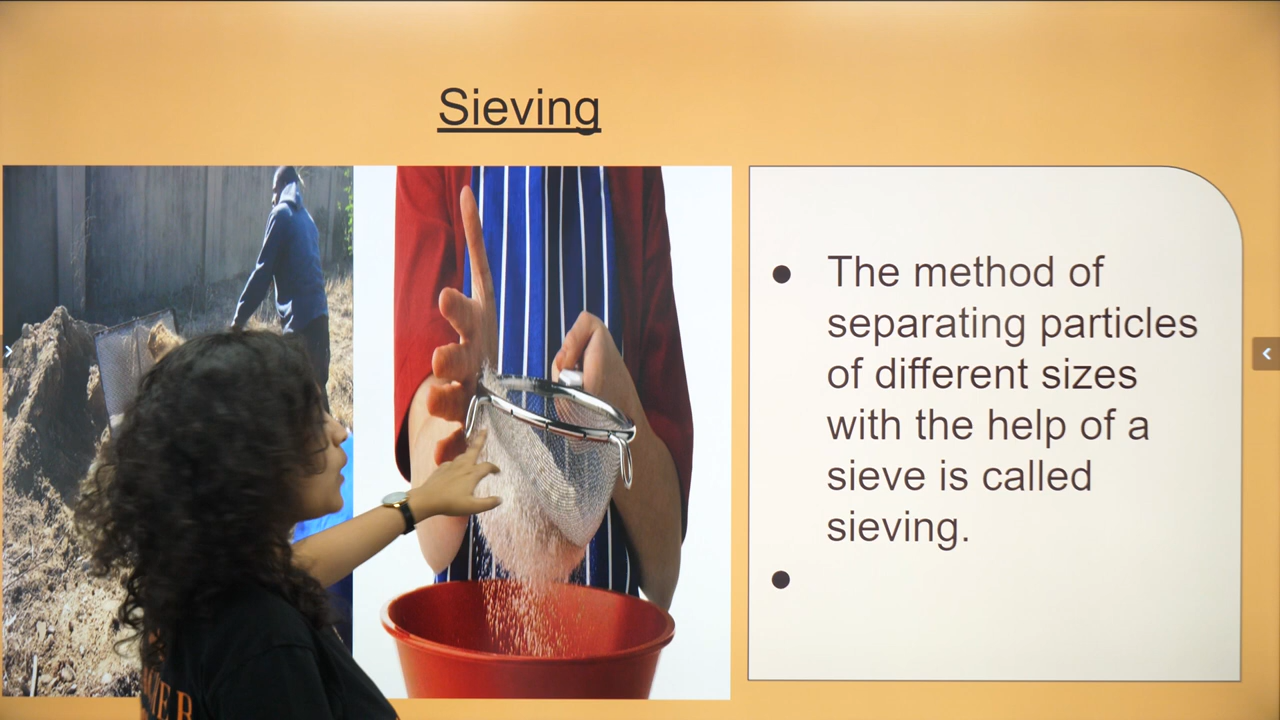 Sieving
● The method of
separating particles
of different sizes
with the help of a
sieve is called
sieving.
●